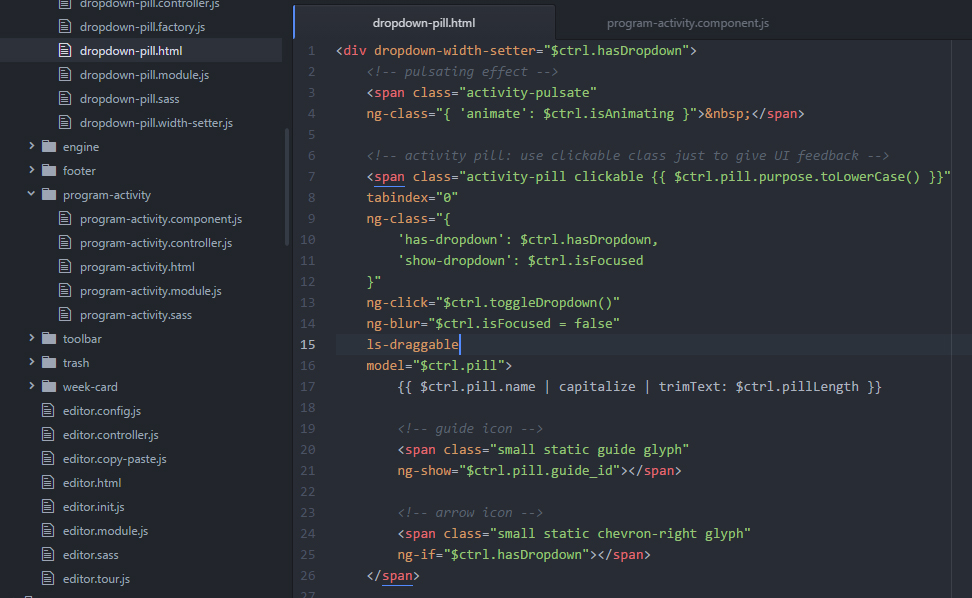 dropdown-pill.controller.js
dropdown-pill.factory.js
dropdown-pill.html
dropdown-pill.module.js
dropdown-pill.sass
dropdown-pill.width-setter.js
engine
footer
program-activity
program-activity.component.js
program-activity.controller.js
program-activity.html
program-activity.module.js
program-activity.sass
toolbar
trash
week-card
editor.config.js
editor.controller.js
editor.copy-paste.js
editor.html
editor.init.js
editor.module.js
editor.sass
editor.tour.js
dropdown-pill.html
program-activity.component.js
1 <div dropdown-width-setter="$ctrl.hasDropdown">
2 <!-- pulsating effect -->
3 <span class="activity-pulsate"
4 ng-class="{ 'animate': $ctrl.isAnimating }">&nbsp;</span>
5
6 <!-- activity pill: use clickable class just to give UI feedback -->
7 <span class="activity-pill clickable {{ $ctrl.pill.purpose.toLowerCase() }}"
8 tabindex="0"
9 ng-class="{
10 'has-dropdown': $ctrl.hasDropdown,
11 'show-dropdown': $ctrl.isFocused
12 }"
13 ng-click="$ctrl.toggleDropdown()"
14 ng-blur="$ctrl.isFocused = false"
15 ls-draggable
16 model="$ctrl.pill">
17 {{ $ctrl.pill.name | capitalize | trimText: $ctrl.pillLength }}
18
19 <!-- guide icon -->
20 <span class="small static guide glyph"
21 ng-show="$ctrl.pill.guide_id"></span>
22
23 <!-- arrow icon -->
24 <span class="small static chevron-right glyph"
25 ng-if="$ctrl.hasDropdown"></span>
26 </span>
27